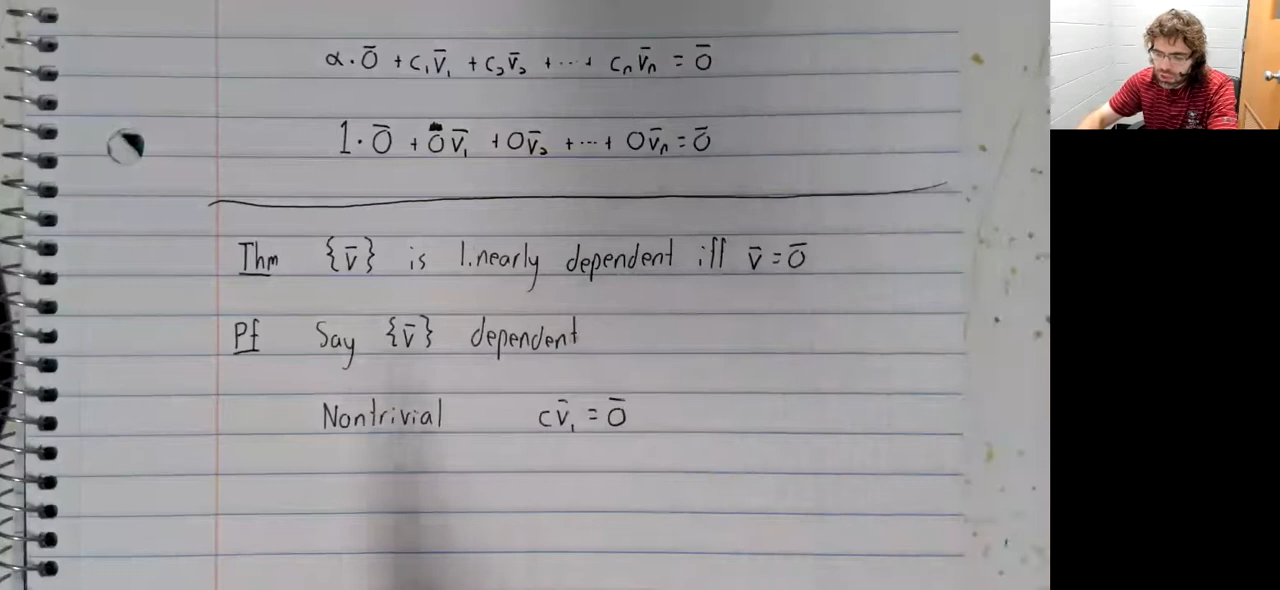 α · 0̄ + c₁v̄₁ + c₂v̄₂ + ··· + cₙv̄ₙ = 0̄
1 · 0̄ + 0v̄₁ + 0v̄₂ + ··· + 0v̄ₙ = 0̄
Thm {v̄} is linearly dependent iff v̄ = 0̄
Pf Say {v̄} dependent
Nontrivial cv̄₁ = 0̄